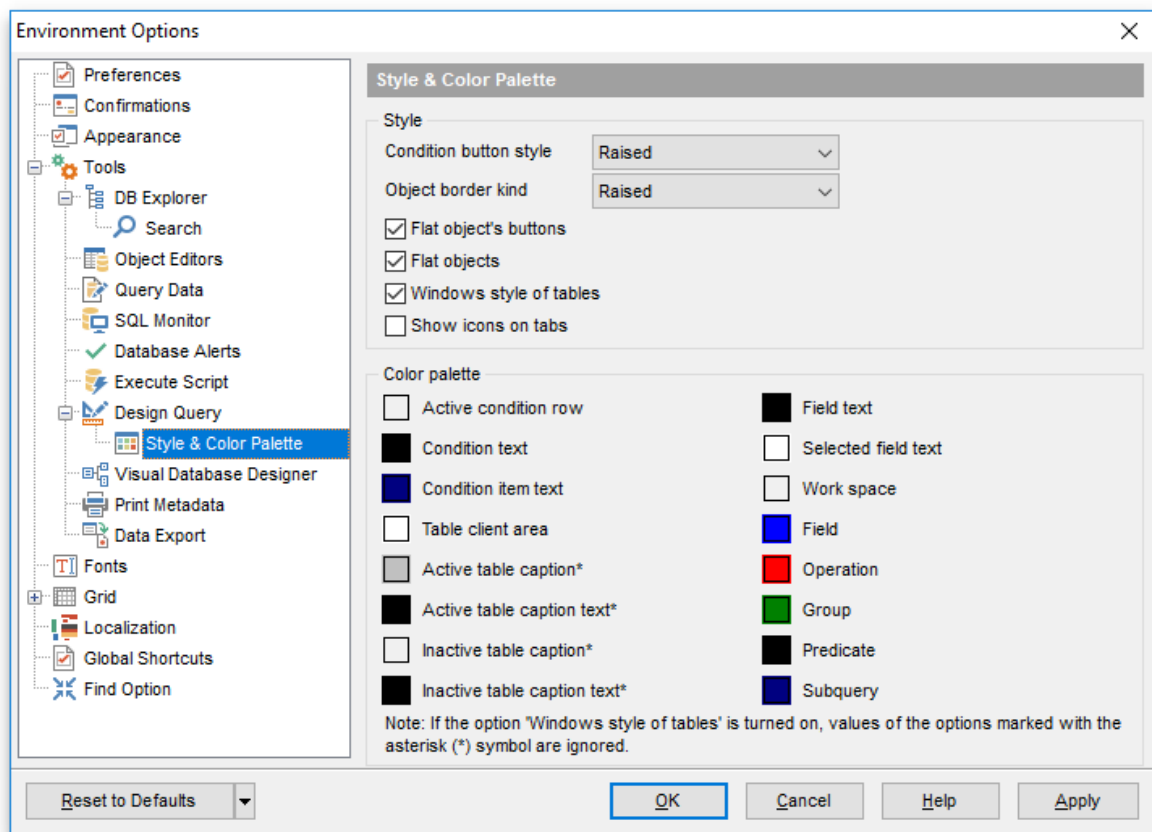 Environment Options
Preferences
Confirmations
Appearance
Tools
DB Explorer
Search
Object Editors
Query Data
SQL Monitor
Database Alerts
Execute Script
Design Query
Style & Color Palette
Visual Database Designer
Print Metadata
Data Export
Fonts
Grid
Localization
Global Shortcuts
Find Option
Style & Color Palette
Style
Condition button style
Raised
Object border kind
Raised
Flat object's buttons
Flat objects
Windows style of tables
Show icons on tabs
Color palette
Active condition row
Condition text
Condition item text
Table client area
Active table caption*
Active table caption text*
Inactive table caption*
Inactive table caption text*
Field text
Selected field text
Work space
Field
Operation
Group
Predicate
Subquery
Note: If the option 'Windows style of tables' is turned on, values of the options marked with the
asterisk (*) symbol are ignored.
Reset to Defaults
OK
Cancel
Help
Apply